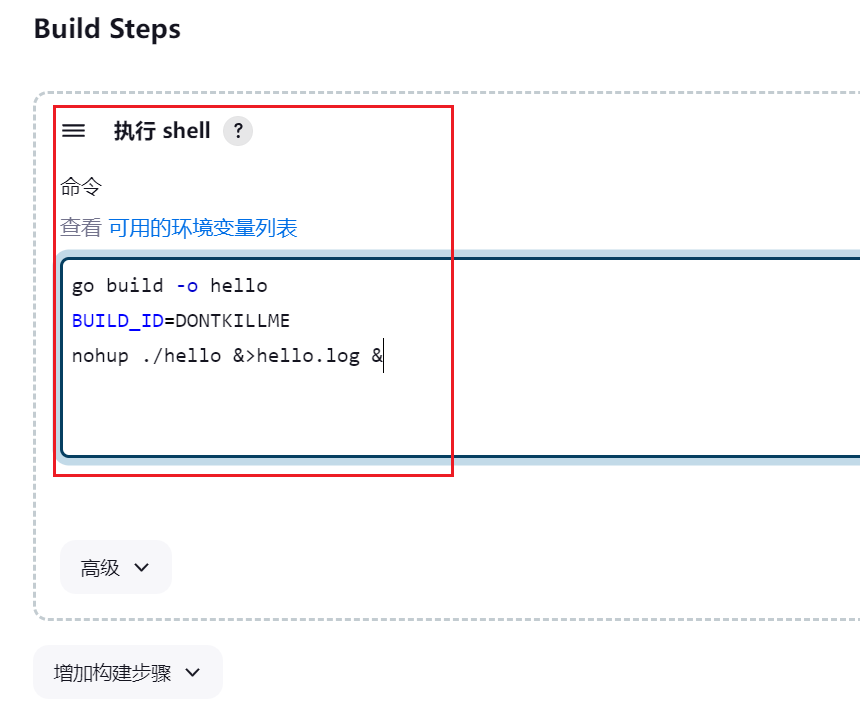 Build Steps
执行 shell ?
命令
查看 可用的环境变量列表
go build -o hello
BUILD_ID=DONTKILLME
nohup ./hello &>hello.log &
高级
增加构建步骤